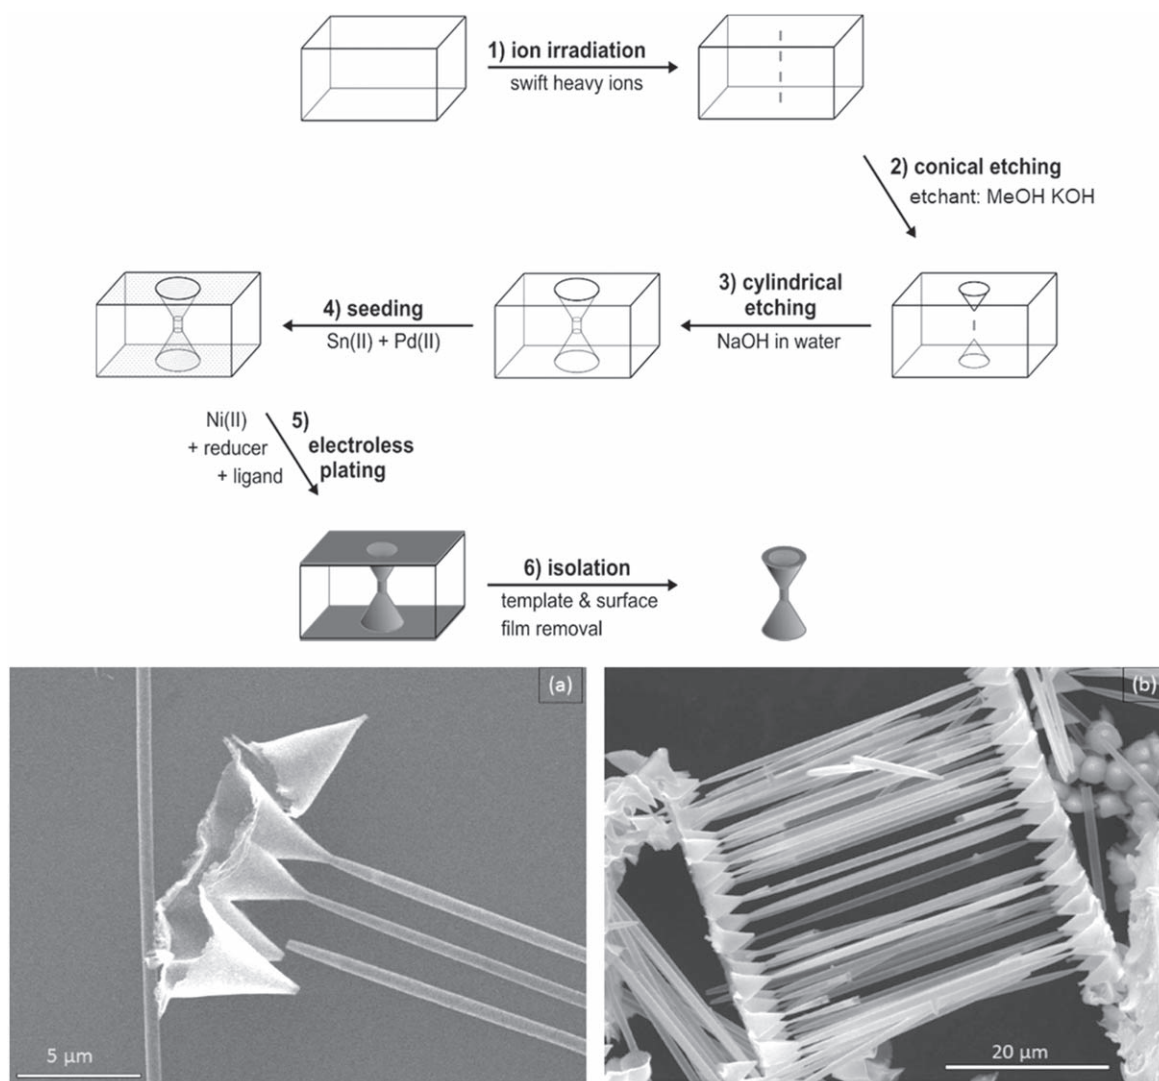 1) ion irradiation
swift heavy ions
2) conical etching
etchant: MeOH KOH
3) cylindrical
etching
NaOH in water
4) seeding
Sn(II) + Pd(II)
Ni(II)
+ reducer
+ ligand
5)
electroless
plating
6) isolation
template & surface
film removal
(a)
5 µm
(b)
20 µm